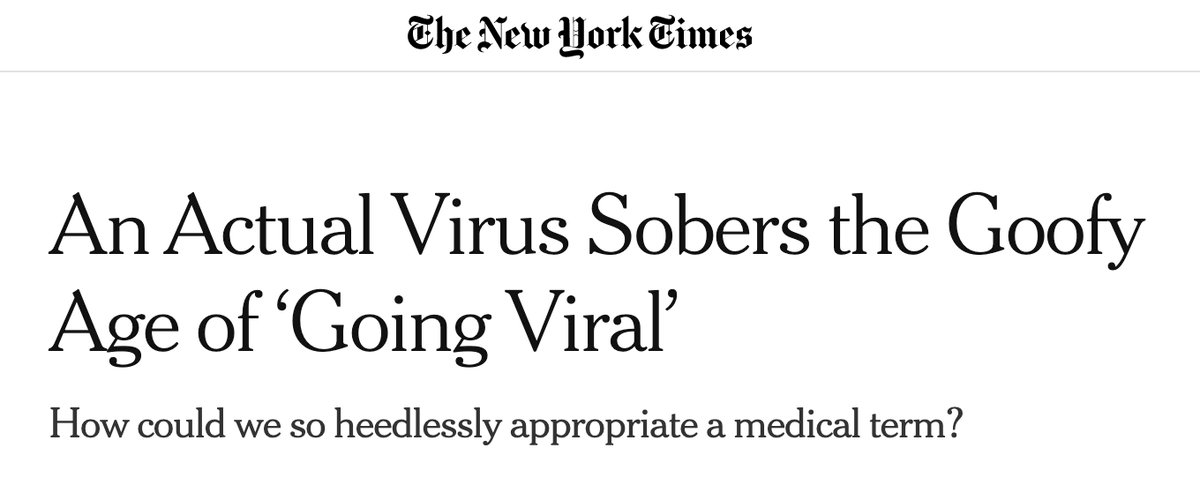 The New York Times
An Actual Virus Sobers the Goofy
Age of ‘Going Viral’
How could we so heedlessly appropriate a medical term?